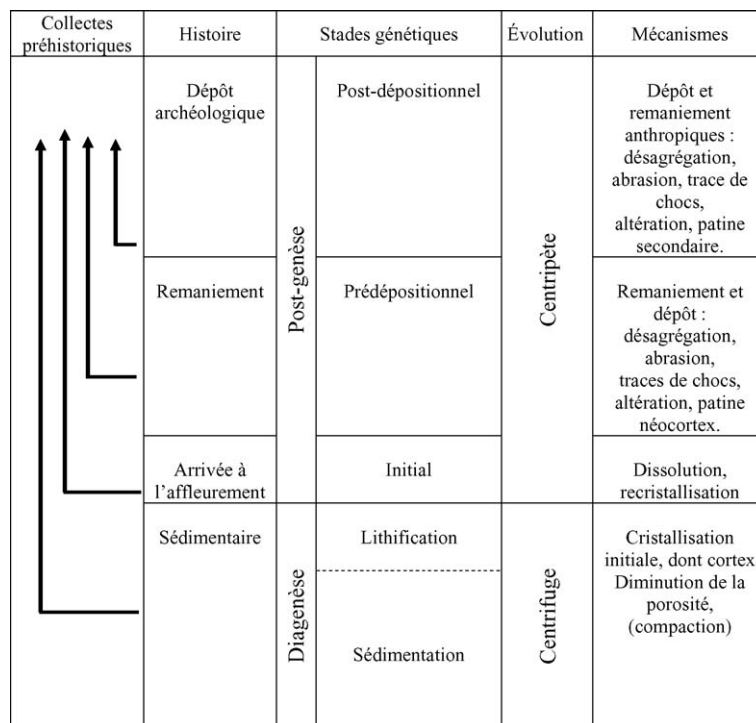 Collectes
préhistoriques
Histoire
Stades génétiques
Évolution
Mécanismes
Dépôt
archéologique
Post-dépositionnel
Dépôt et
remaniement
anthropiques :
désagrégation,
abrasion, trace de
chocs,
altération, patine
secondaire.
Post-genèse
Centripète
Remaniement
Prédépositionnel
Remaniement et
dépôt :
désagrégation,
abrasion,
traces de chocs,
altération, patine
néocortex.
Arrivée à
l’affleurement
Initial
Dissolution,
recristallisation
Sédimentaire
Diagenèse
Lithification
Sédimentation
Centrifuge
Cristallisation
initiale, dont cortex
Diminution de la
porosité,
(compaction)